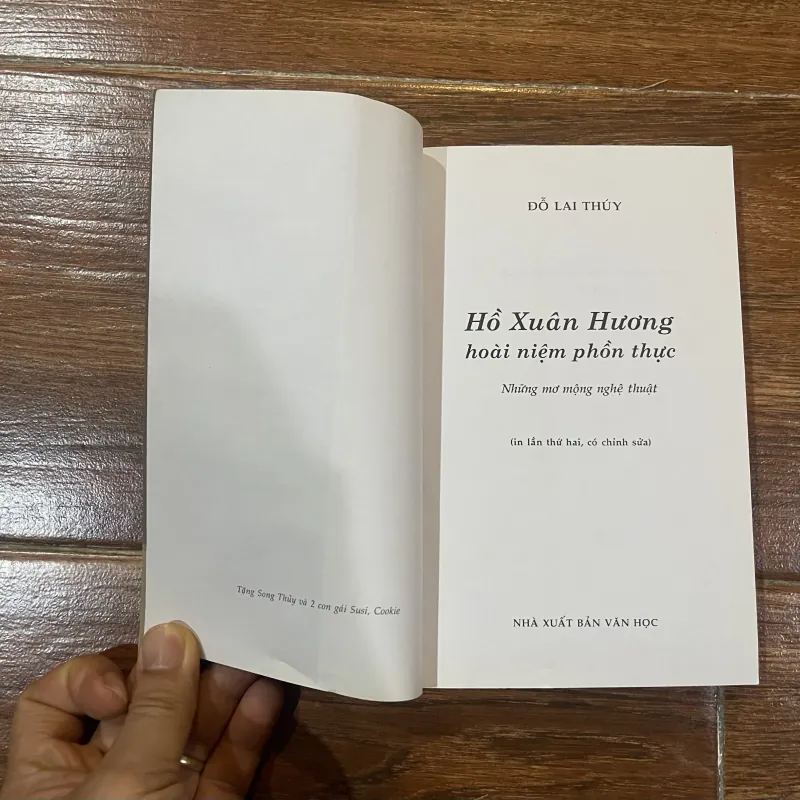 Tặng Song Thủy và 2 con gái Susi, Cookie
ĐỖ LAI THÚY
Hồ Xuân Hương
hoài niệm phồn thực
Những mơ mộng nghệ thuật
(in lần thứ hai, có chỉnh sửa)
NHÀ XUẤT BẢN VĂN HỌC